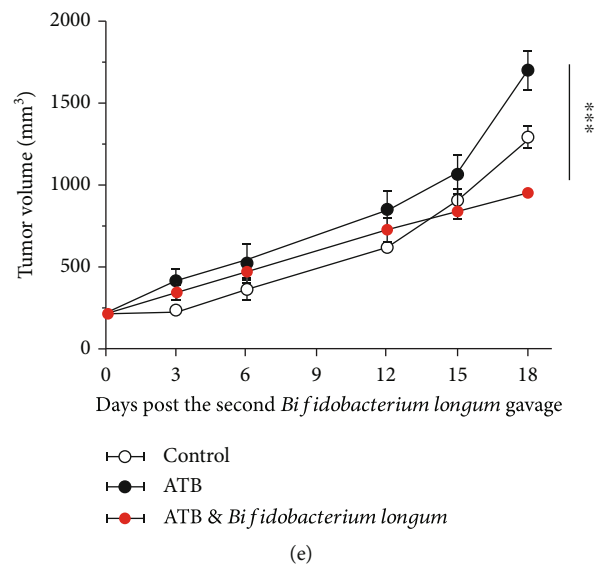 2000
1500
1000
500
0
Tumor volume (mm³)
***
0 3 6 9 12 15 18
Days post the second Bifidobacterium longum gavage
Control
ATB
ATB & Bifidobacterium longum
(e)